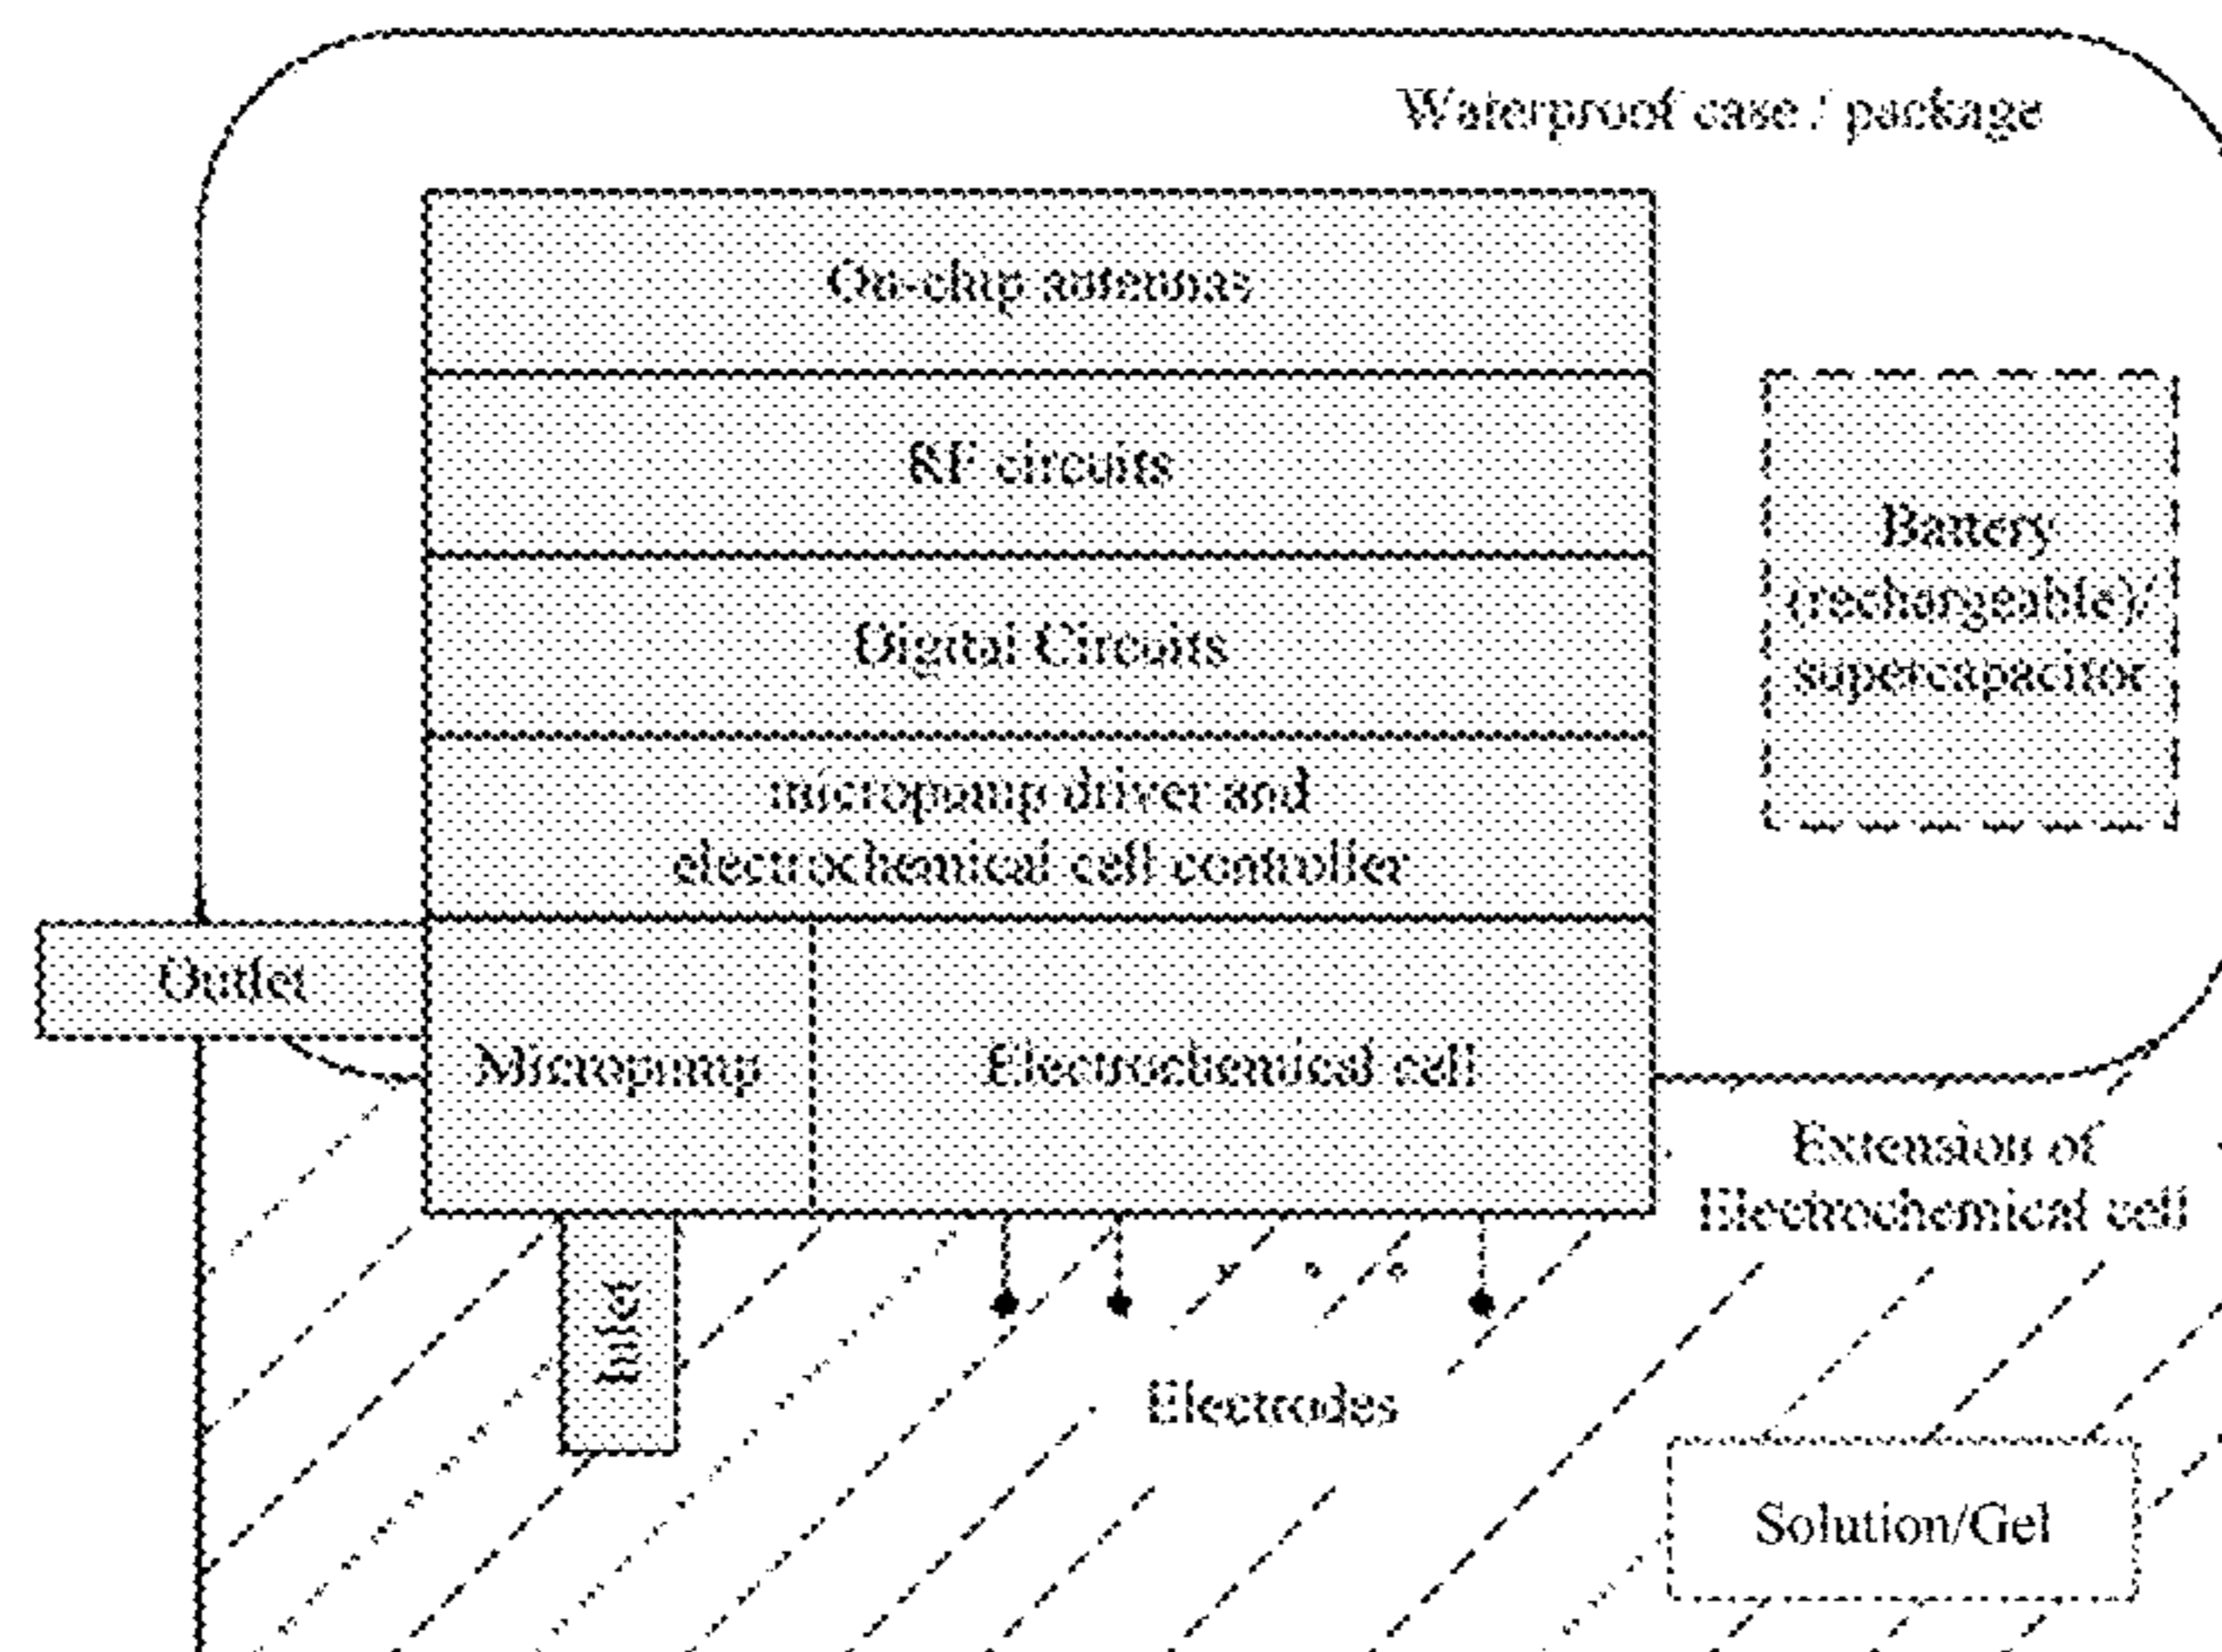 Waterproof case / package
On-chip antennas
RF circuits
Digital Circuits
Battery
(rechargeable)/
supercapacitor
micropump driver and
electrochemical cell controller
Outlet
Micropump
Electrochemical cell
Extension of
Electrochemical cell
Inlet
Electrodes
Solution/Gel